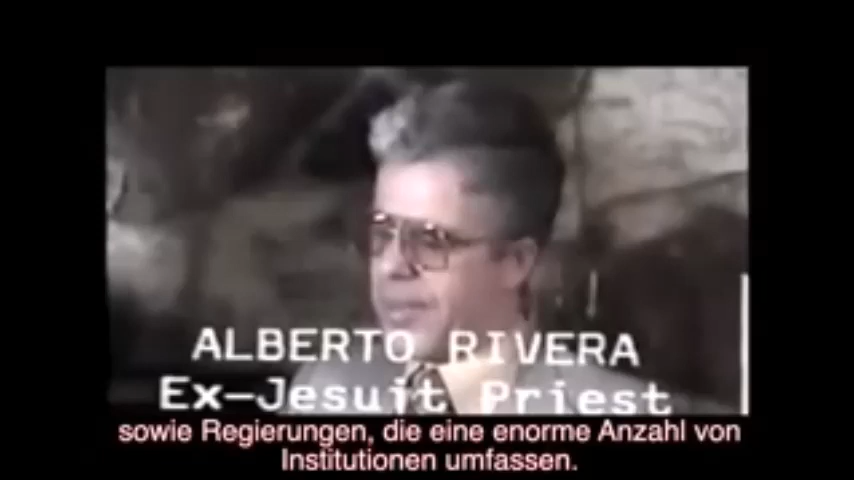 ALBERTO RIVERA
Ex-Jesuit Priest
sowie Regierungen, die eine enorme Anzahl von
Institutionen umfassen.